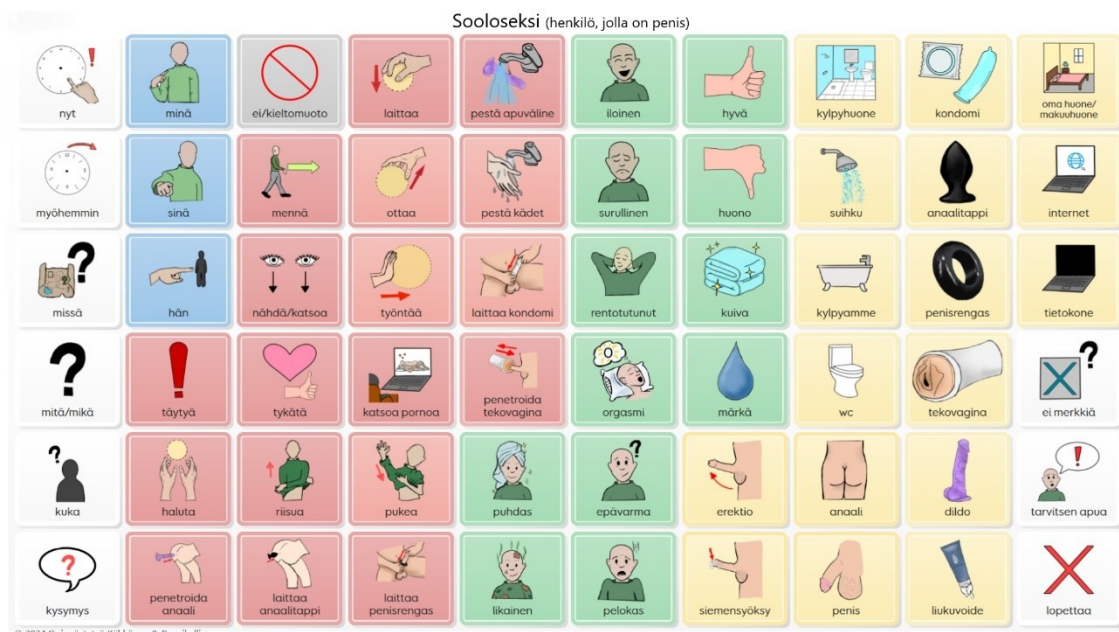 Sooloseksi (henkilö, jolla on penis)
nyt
minä
ei/kieltomuoto
laittaa
pestä apuväline
iloinen
hyvä
kylpyhuone
kondomi
oma huone/
makuuhuone
myöhemmin
sinä
mennä
ottaa
pestä kädet
surullinen
huono
suihku
anaalitappi
internet
missä
hän
nähdä/katsoa
työntää
laittaa kondomi
rentotutunut
kuiva
kylpyamme
penisrengas
tietokone
mitä/mikä
täytyä
tykätä
katsoa pornoa
penetroida
tekovagina
orgasmi
märkä
wc
tekovagina
ei merkkiä
kuka
haluta
riisua
pukea
puhdas
epävarma
erektio
anaali
dildo
tarvitsen apua
kysymys
penetroida
anaali
laittaa
anaalitappi
laittaa
penisrengas
likainen
pelokas
siemensyöksy
penis
liukuvoide
lopettaa